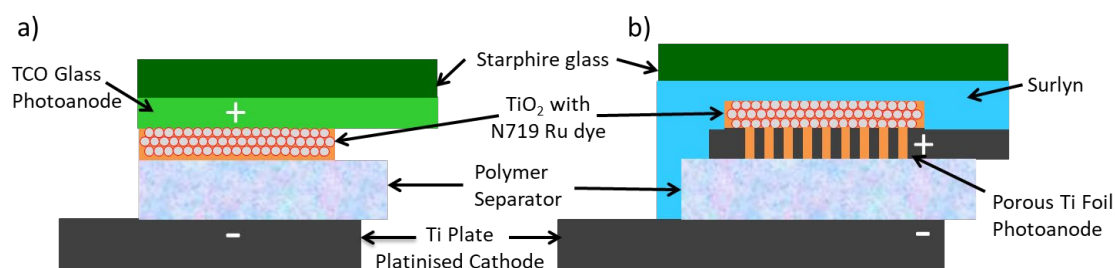 a)
TCO Glass
Photoanode
+
Starphire glass
TiO2 with
N719 Ru dye
Polymer
Separator
Ti Plate
Platinised Cathode
-
b)
Surlyn
+
Porous Ti Foil
Photoanode
-